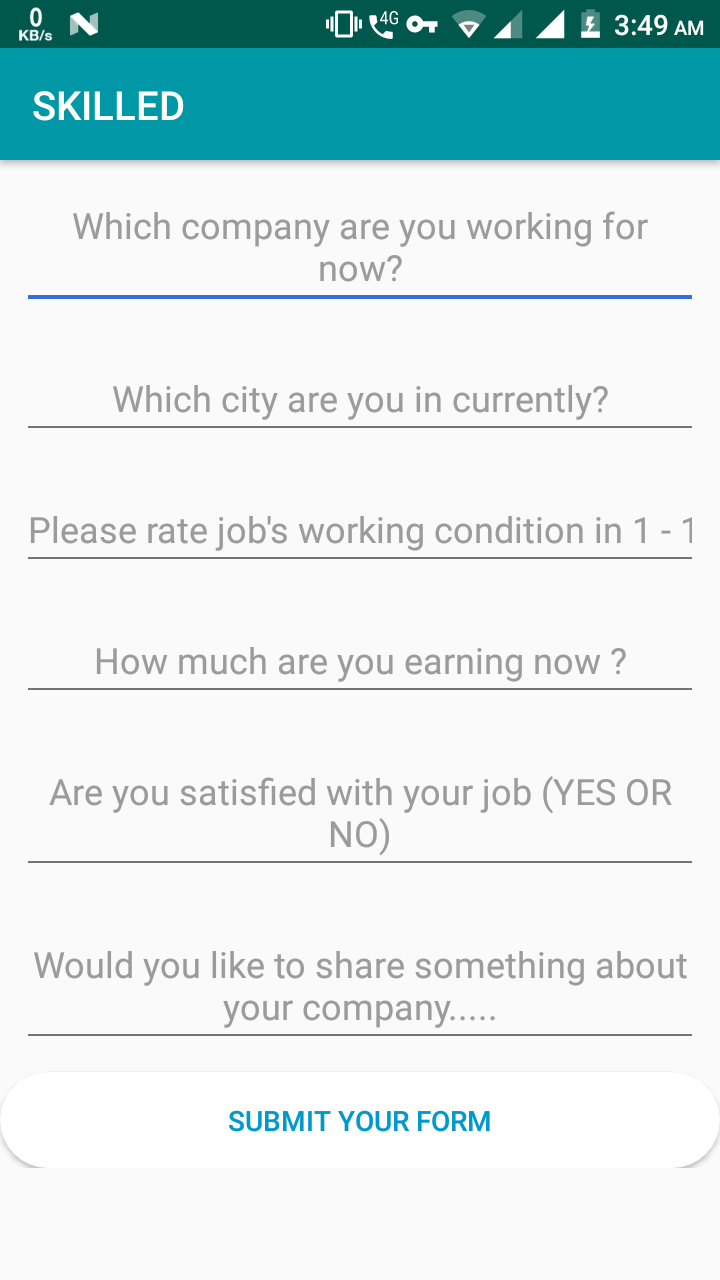 0
KB/s
4G
3:49 AM
SKILLED
Which company are you working for
now?
Which city are you in currently?
Please rate job's working condition in 1 - 1
How much are you earning now ?
Are you satisfied with your job (YES OR
NO)
Would you like to share something about
your company.....
SUBMIT YOUR FORM